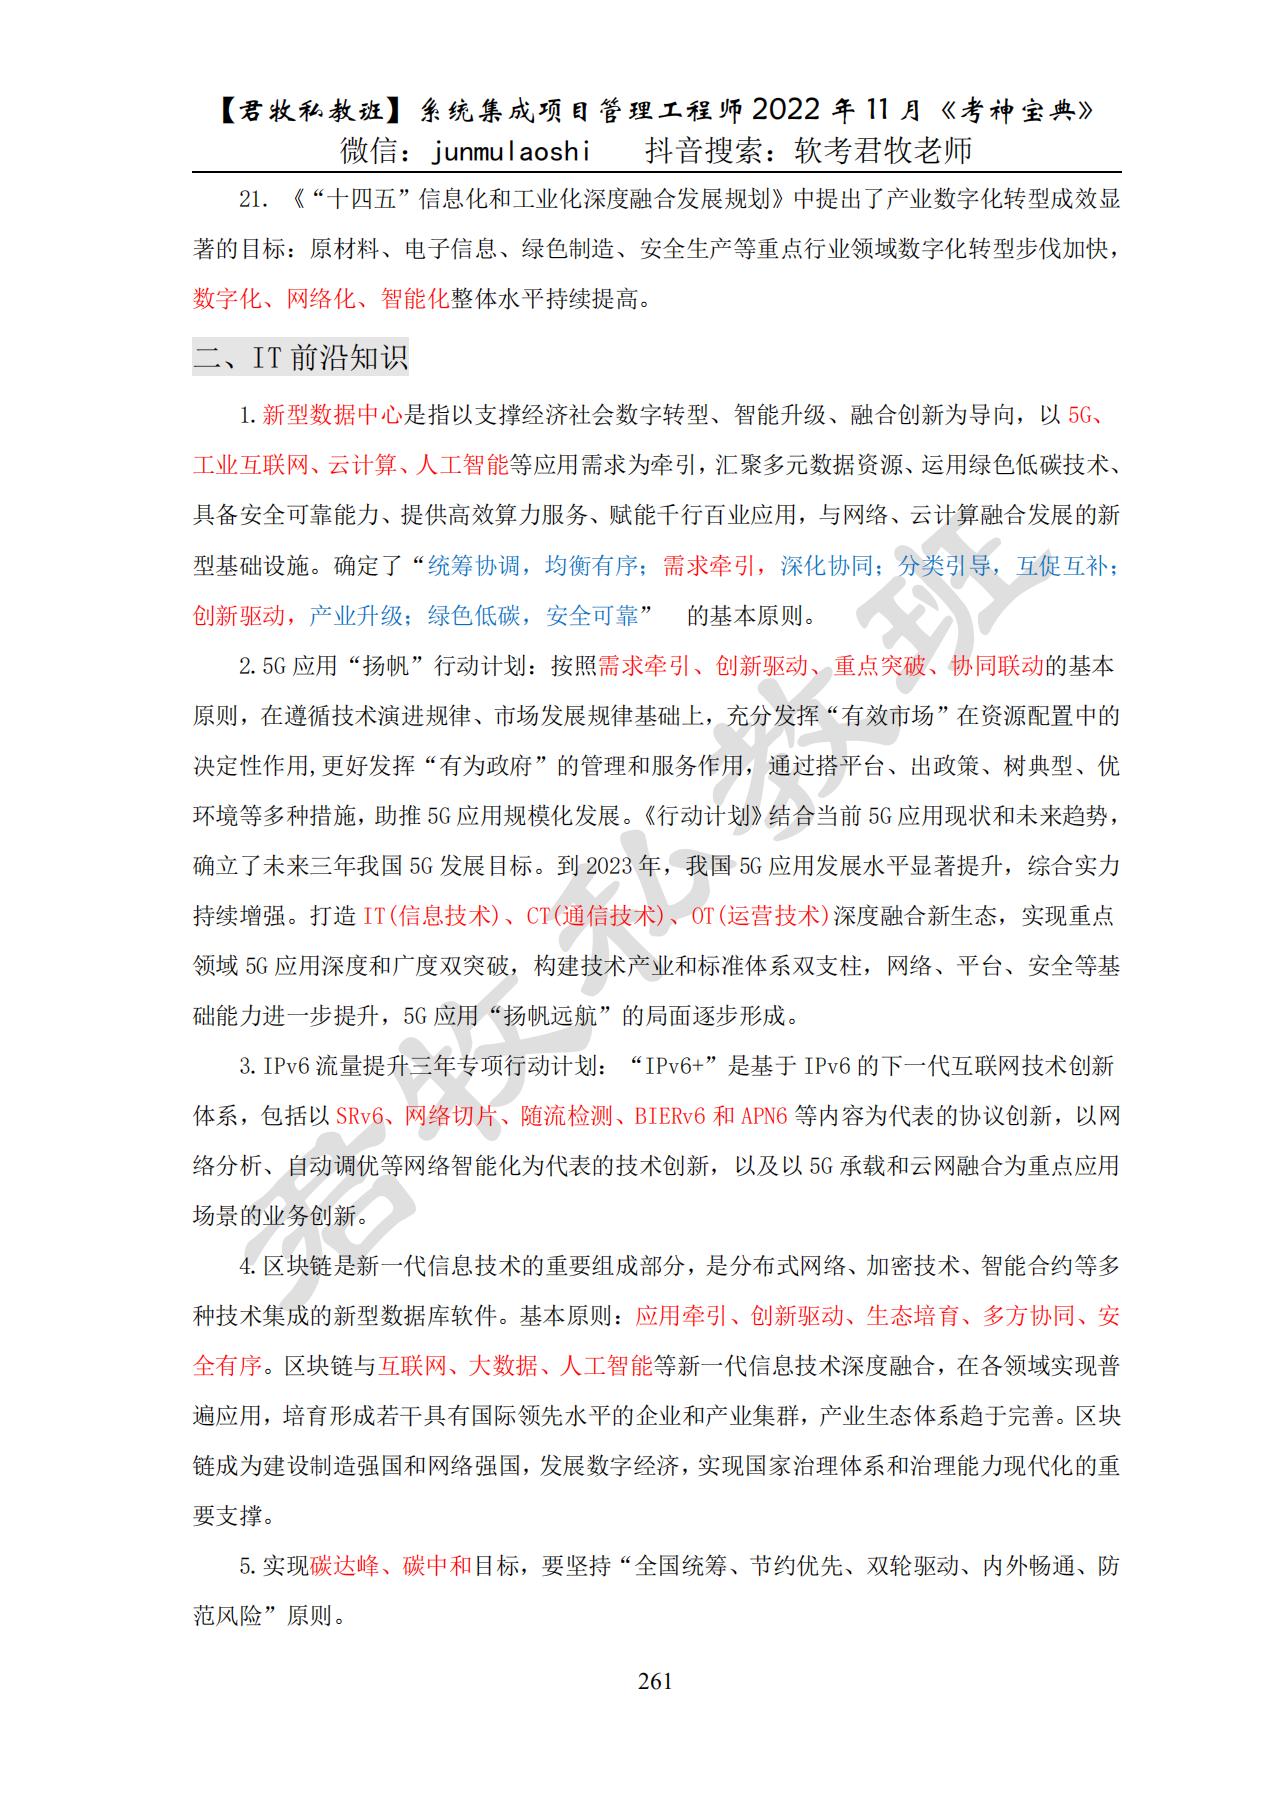 【君牧私教班】系统集成项目管理工程师 2022 年 11 月《考神宝典》
微信：junmulaoshi 抖音搜索：软考君牧老师
21. 《“十四五”信息化和工业化深度融合发展规划》中提出了产业数字化转型成效显
著的目标：原材料、电子信息、绿色制造、安全生产等重点行业领域数字化转型步伐加快，
数字化、网络化、智能化整体水平持续提高。
二、IT 前沿知识
1.新型数据中心是指以支撑经济社会数字转型、智能升级、融合创新为导向，以 5G、
工业互联网、云计算、人工智能等应用需求为牵引，汇聚多元数据资源、运用绿色低碳技术、
具备安全可靠能力、提供高效算力服务、赋能千行百业应用，与网络、云计算融合发展的新
型基础设施。确定了“统筹协调，均衡有序；需求牵引，深化协同；分类引导，互促互补；
创新驱动，产业升级；绿色低碳，安全可靠” 的基本原则。
2.5G 应用“扬帆”行动计划：按照需求牵引、创新驱动、重点突破、协同联动的基本
原则，在遵循技术演进规律、市场发展规律基础上，充分发挥“有效市场”在资源配置中的
决定性作用,更好发挥“有为政府”的管理和服务作用，通过搭平台、出政策、树典型、优
环境等多种措施，助推 5G 应用规模化发展。《行动计划》结合当前 5G 应用现状和未来趋势，
确立了未来三年我国 5G 发展目标。到 2023 年，我国 5G 应用发展水平显著提升，综合实力
持续增强。打造 IT(信息技术)、CT(通信技术)、OT(运营技术)深度融合新生态，实现重点
领域 5G 应用深度和广度双突破，构建技术产业和标准体系双支柱，网络、平台、安全等基
础能力进一步提升，5G 应用“扬帆远航”的局面逐步形成。
3.IPv6 流量提升三年专项行动计划：“IPv6+”是基于 IPv6 的下一代互联网技术创新
体系，包括以 SRv6、网络切片、随流检测、BIERv6 和 APN6 等内容为代表的协议创新，以网
络分析、自动调优等网络智能化为代表的技术创新，以及以 5G 承载和云网融合为重点应用
场景的业务创新。
4.区块链是新一代信息技术的重要组成部分，是分布式网络、加密技术、智能合约等多
种技术集成的新型数据库软件。基本原则：应用牵引、创新驱动、生态培育、多方协同、安
全有序。区块链与互联网、大数据、人工智能等新一代信息技术深度融合，在各领域实现普
遍应用，培育形成若干具有国际领先水平的企业和产业集群，产业生态体系趋于完善。区块
链成为建设制造强国和网络强国，发展数字经济，实现国家治理体系和治理能力现代化的重
要支撑。
5.实现碳达峰、碳中和目标，要坚持“全国统筹、节约优先、双轮驱动、内外畅通、防
范风险”原则。
261
君牧私教班